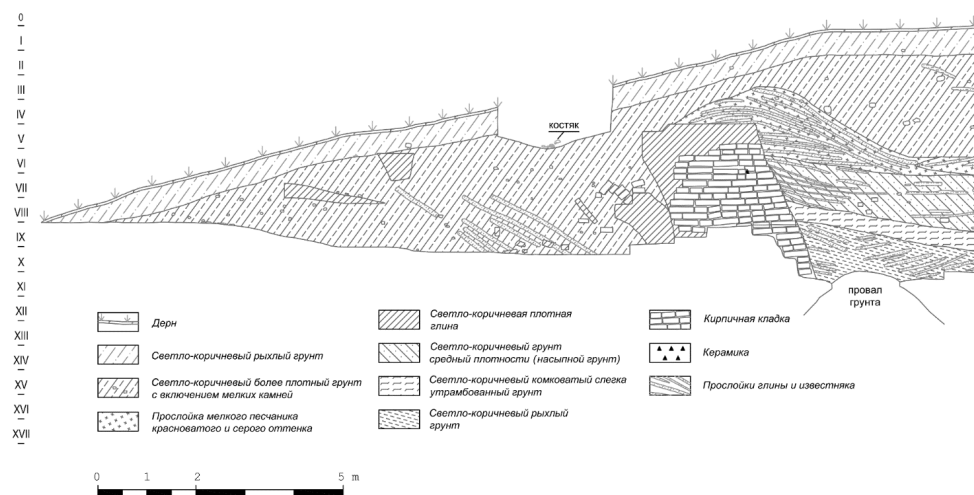 0
I
II
III
IV
V
VI
VII
VIII
IX
X
XI
XII
XIII
XIV
XV
XVI
XVII
костяк
провал
грунта
Дерн
Светло-коричневый рыхлый грунт
Светло-коричневый более плотный грунт
с включением мелких камней
Прослойка мелкого песчаника
красноватого и серого оттенка
Светло-коричневая плотная
глина
Светло-коричневый грунт
средный плотности (насыпной грунт)
Светло-коричневый комковатый слегка
утрамбованный грунт
Светло-коричневый рыхлый
грунт
Кирпичная кладка
Керамика
Прослойки глины и известняка
0 1 2 5 m